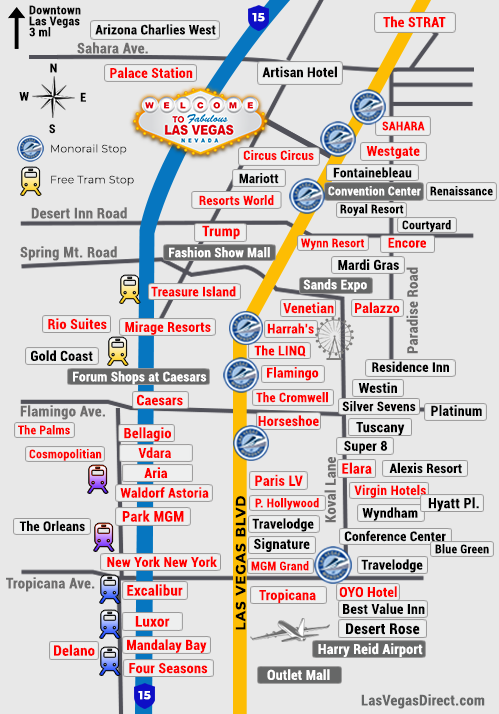 Downtown
Las Vegas
3 ml
15
Arizona Charlies West
The STRAT
Sahara Ave.
Palace Station
Artisan Hotel
N
W E
S
WELCOME
TO Fabulous
LAS VEGAS
NEVADA
SAHARA
Monorail Stop
Circus Circus
Westgate
Free Tram Stop
Mariott
Fontainebleau
Resorts World
Convention Center
Renaissance
Desert Inn Road
Royal Resort
Trump
Courtyard
Spring Mt. Road
Fashion Show Mall
Wynn Resort
Encore
Mardi Gras
Treasure Island
Sands Expo
Paradise Road
Venetian
Palazzo
Rio Suites
Mirage Resorts
Harrah's
Gold Coast
The LINQ
Forum Shops at Caesars
Flamingo
Residence Inn
Westin
Caesars
The Cromwell
Flamingo Ave.
Silver Sevens
Platinum
The Palms
Bellagio
Horseshoe
Tuscany
Cosmopolitan
Vdara
Super 8
Aria
Elara
Alexis Resort
Waldorf Astoria
Paris LV
Koval Lane
Virgin Hotels
Park MGM
P. Hollywood
Wyndham
Hyatt Pl.
The Orleans
LAS VEGAS BLVD
Travelodge
Conference Center
Signature
Blue Green
New York New York
MGM Grand
Travelodge
Tropicana Ave.
Excalibur
Tropicana
OYO Hotel
Best Value Inn
Luxor
Desert Rose
Delano
Mandalay Bay
Harry Reid Airport
Four Seasons
Outlet Mall
15
LasVegasDirect.com